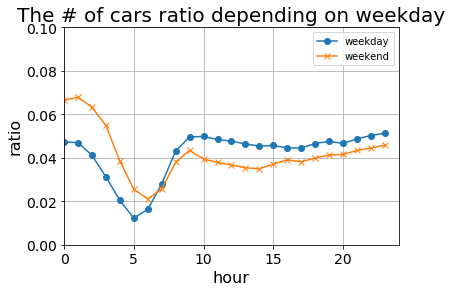 The # of cars ratio depending on weekday
0.10
0.08
0.06
0.04
0.02
0.00
ratio
weekday
weekend
0 5 10 15 20
hour